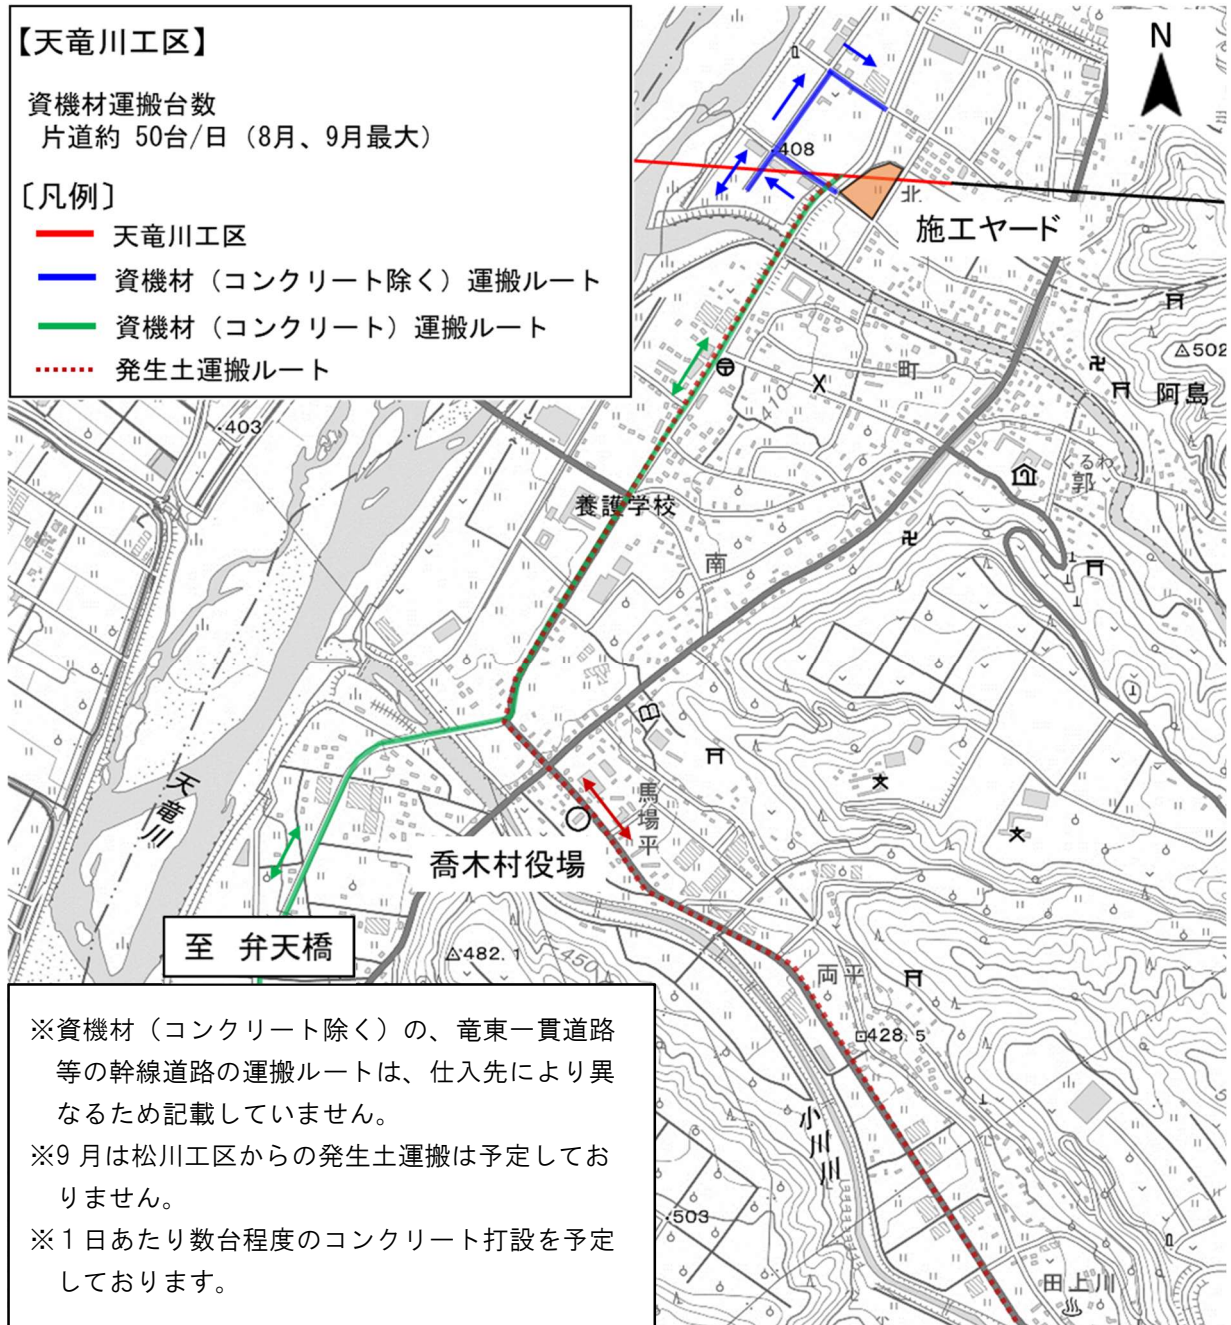 【天竜川工区】
資機材運搬台数
片道約 50台/日（8月、9月最大）
〔凡例〕
天竜川工区
資機材（コンクリート除く）運搬ルート
資機材（コンクリート）運搬ルート
発生土運搬ルート
N
408
北
施工ヤード
502
町
阿島
410
403
くるわ
郭
養護学校
南
天竜川
馬場平
喬木村役場
至 弁天橋
482.1
450
両平
428.5
小川川
503
田上川
※資機材（コンクリート除く）の、竜東一貫道路
等の幹線道路の運搬ルートは、仕入先により異
なるため記載していません。
※9月は松川工区からの発生土運搬は予定してお
りません。
※１日あたり数台程度のコンクリート打設を予定
しております。